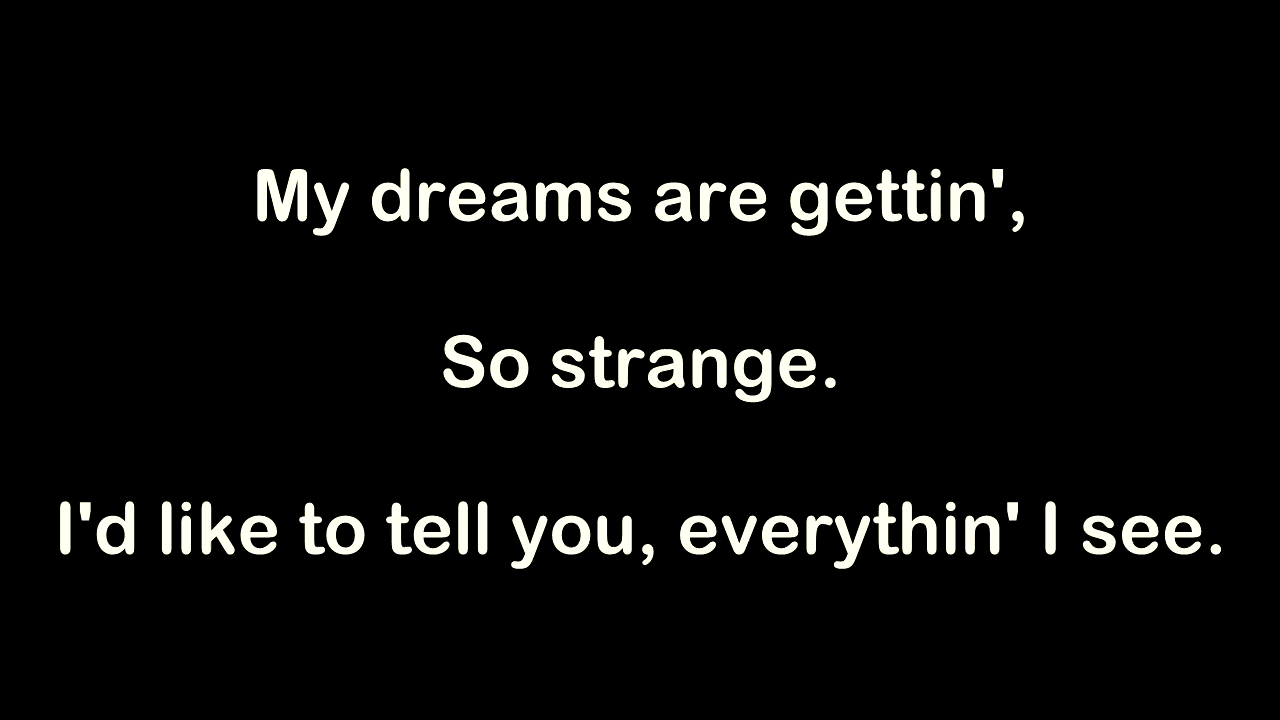 My dreams are gettin',
So strange.
I'd like to tell you, everythin' I see.